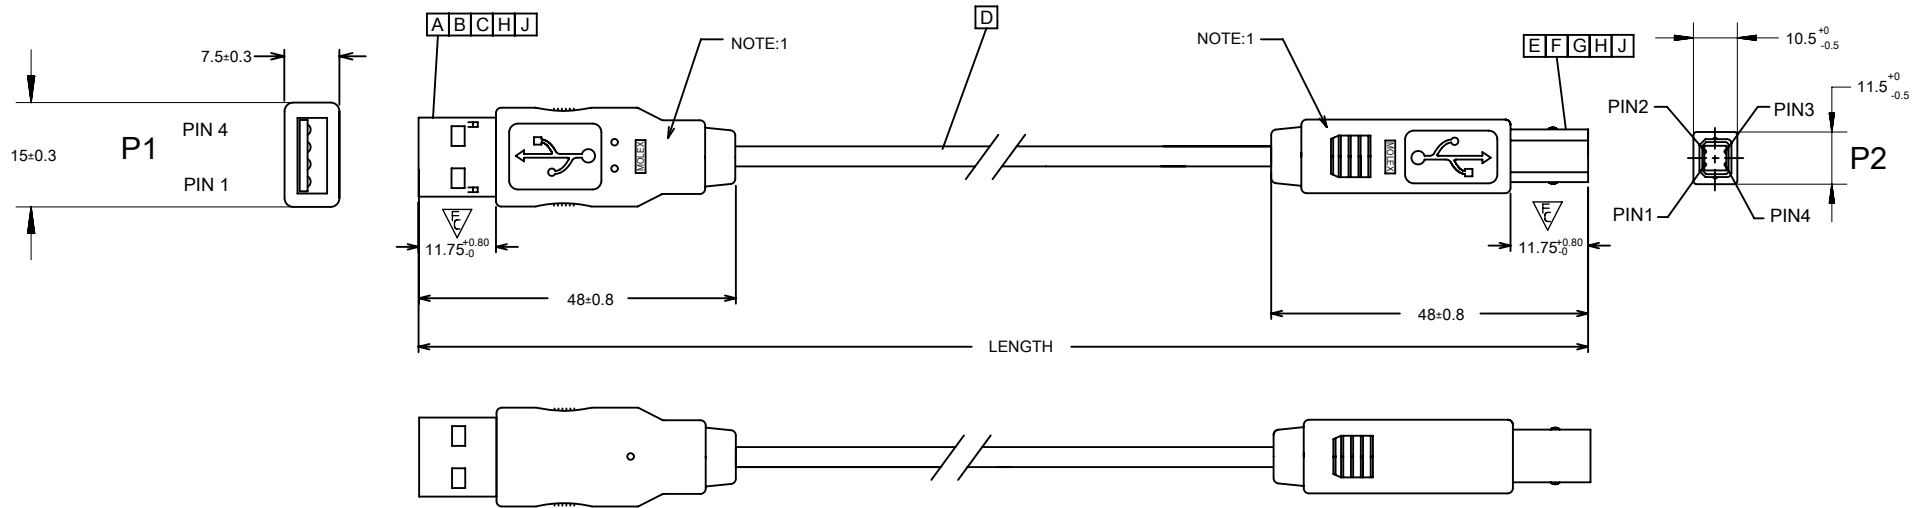 A B C H J
D
NOTE:1
NOTE:1
E F G H J
7.5±0.3
10.5 +0 -0.5
11.5 +0 -0.5
PIN2
PIN3
PIN 4
P1
15±0.3
PIN 1
MOLEX
MOLEX
P2
PIN1
PIN4
FC
FC
11.75 +0.80 -0
11.75 +0.80 -0
48±0.8
48±0.8
LENGTH